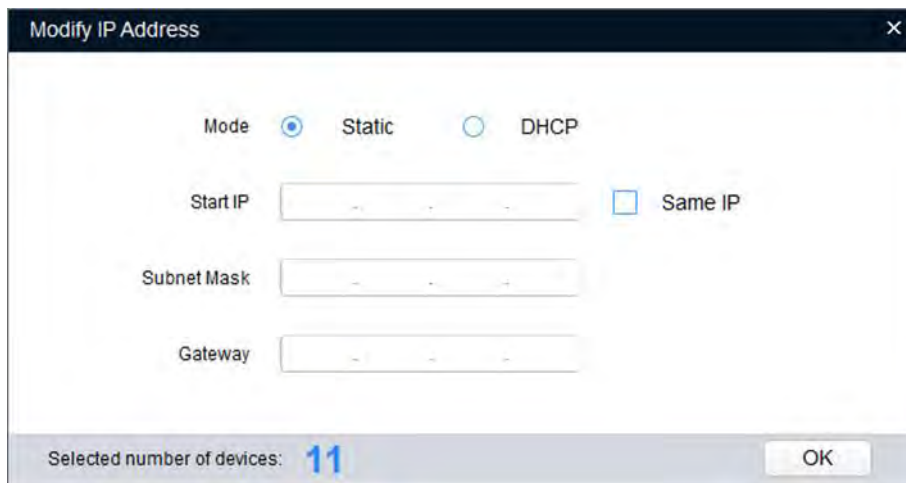 Modify IP Address
Mode Static DHCP
Start IP . . . Same IP
Subnet Mask . . .
Gateway . . .
Selected number of devices: 11 OK